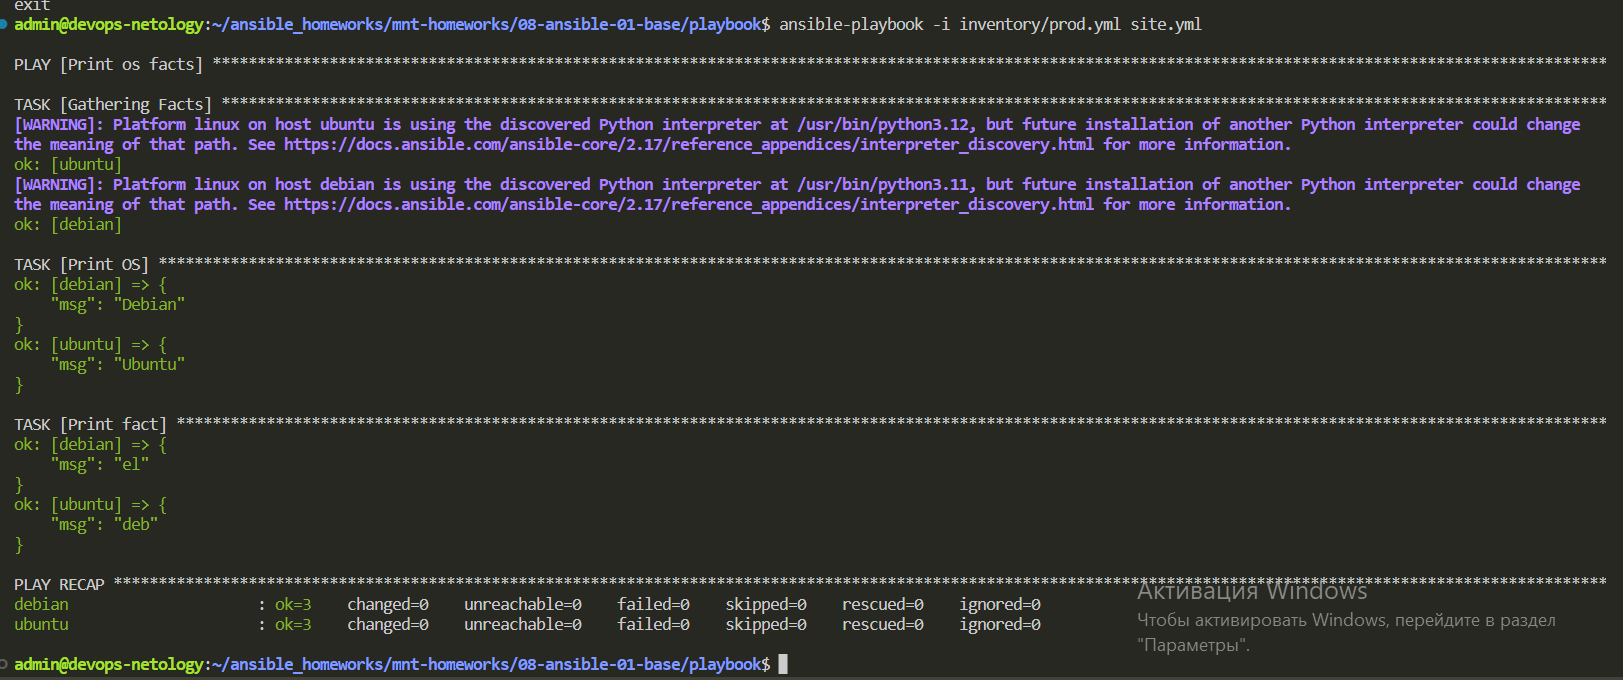 exit
admin@devops-netology:~/ansible_homeworks/mnt-homeworks/08-ansible-01-base/playbook$ ansible-playbook -i inventory/prod.yml site.yml
PLAY [Print os facts] ***********************************************************************************************************************************************************
TASK [Gathering Facts] **********************************************************************************************************************************************************
[WARNING]: Platform linux on host ubuntu is using the discovered Python interpreter at /usr/bin/python3.12, but future installation of another Python interpreter could change
the meaning of that path. See https://docs.ansible.com/ansible-core/2.17/reference_appendices/interpreter_discovery.html for more information.
ok: [ubuntu]
[WARNING]: Platform linux on host debian is using the discovered Python interpreter at /usr/bin/python3.11, but future installation of another Python interpreter could change
the meaning of that path. See https://docs.ansible.com/ansible-core/2.17/reference_appendices/interpreter_discovery.html for more information.
ok: [debian]
TASK [Print OS] *****************************************************************************************************************************************************************
ok: [debian] => {
    "msg": "Debian"
}
ok: [ubuntu] => {
    "msg": "Ubuntu"
}
TASK [Print fact] ***************************************************************************************************************************************************************
ok: [debian] => {
    "msg": "el"
}
ok: [ubuntu] => {
    "msg": "deb"
}
PLAY RECAP **********************************************************************************************************************************************************************
debian                     : ok=3    changed=0    unreachable=0    failed=0    skipped=0    rescued=0    ignored=0
ubuntu                     : ok=3    changed=0    unreachable=0    failed=0    skipped=0    rescued=0    ignored=0
Активация Windows
Чтобы активировать Windows, перейдите в раздел
"Параметры".
admin@devops-netology:~/ansible_homeworks/mnt-homeworks/08-ansible-01-base/playbook$